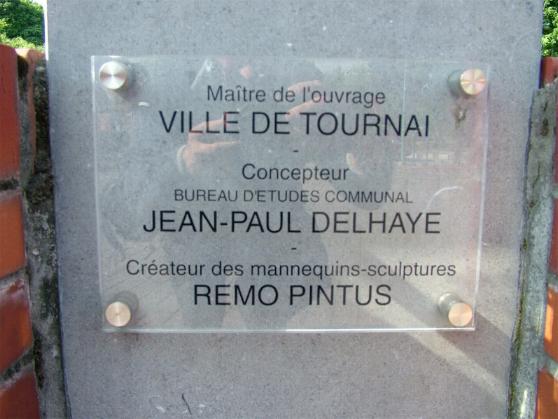 Maître de l'ouvrage
VILLE DE TOURNAI
-
Concepteur
BUREAU D'ETUDES COMMUNAL
JEAN-PAUL DELHAYE
-
Créateur des mannequins-sculptures
REMO PINTUS